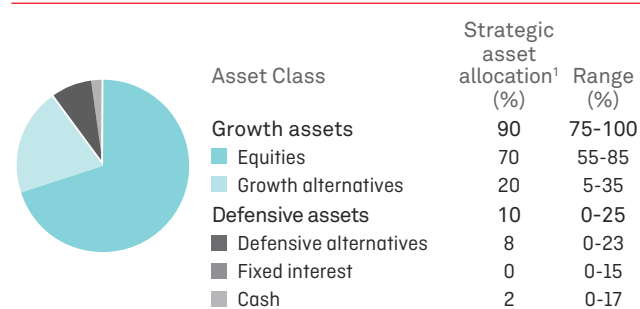 Asset Class Strategic asset allocation¹ (%) Range (%)
Growth assets 90 75-100
Equities 70 55-85
Growth alternatives 20 5-35
Defensive assets 10 0-25
Defensive alternatives 8 0-23
Fixed interest 0 0-15
Cash 2 0-17